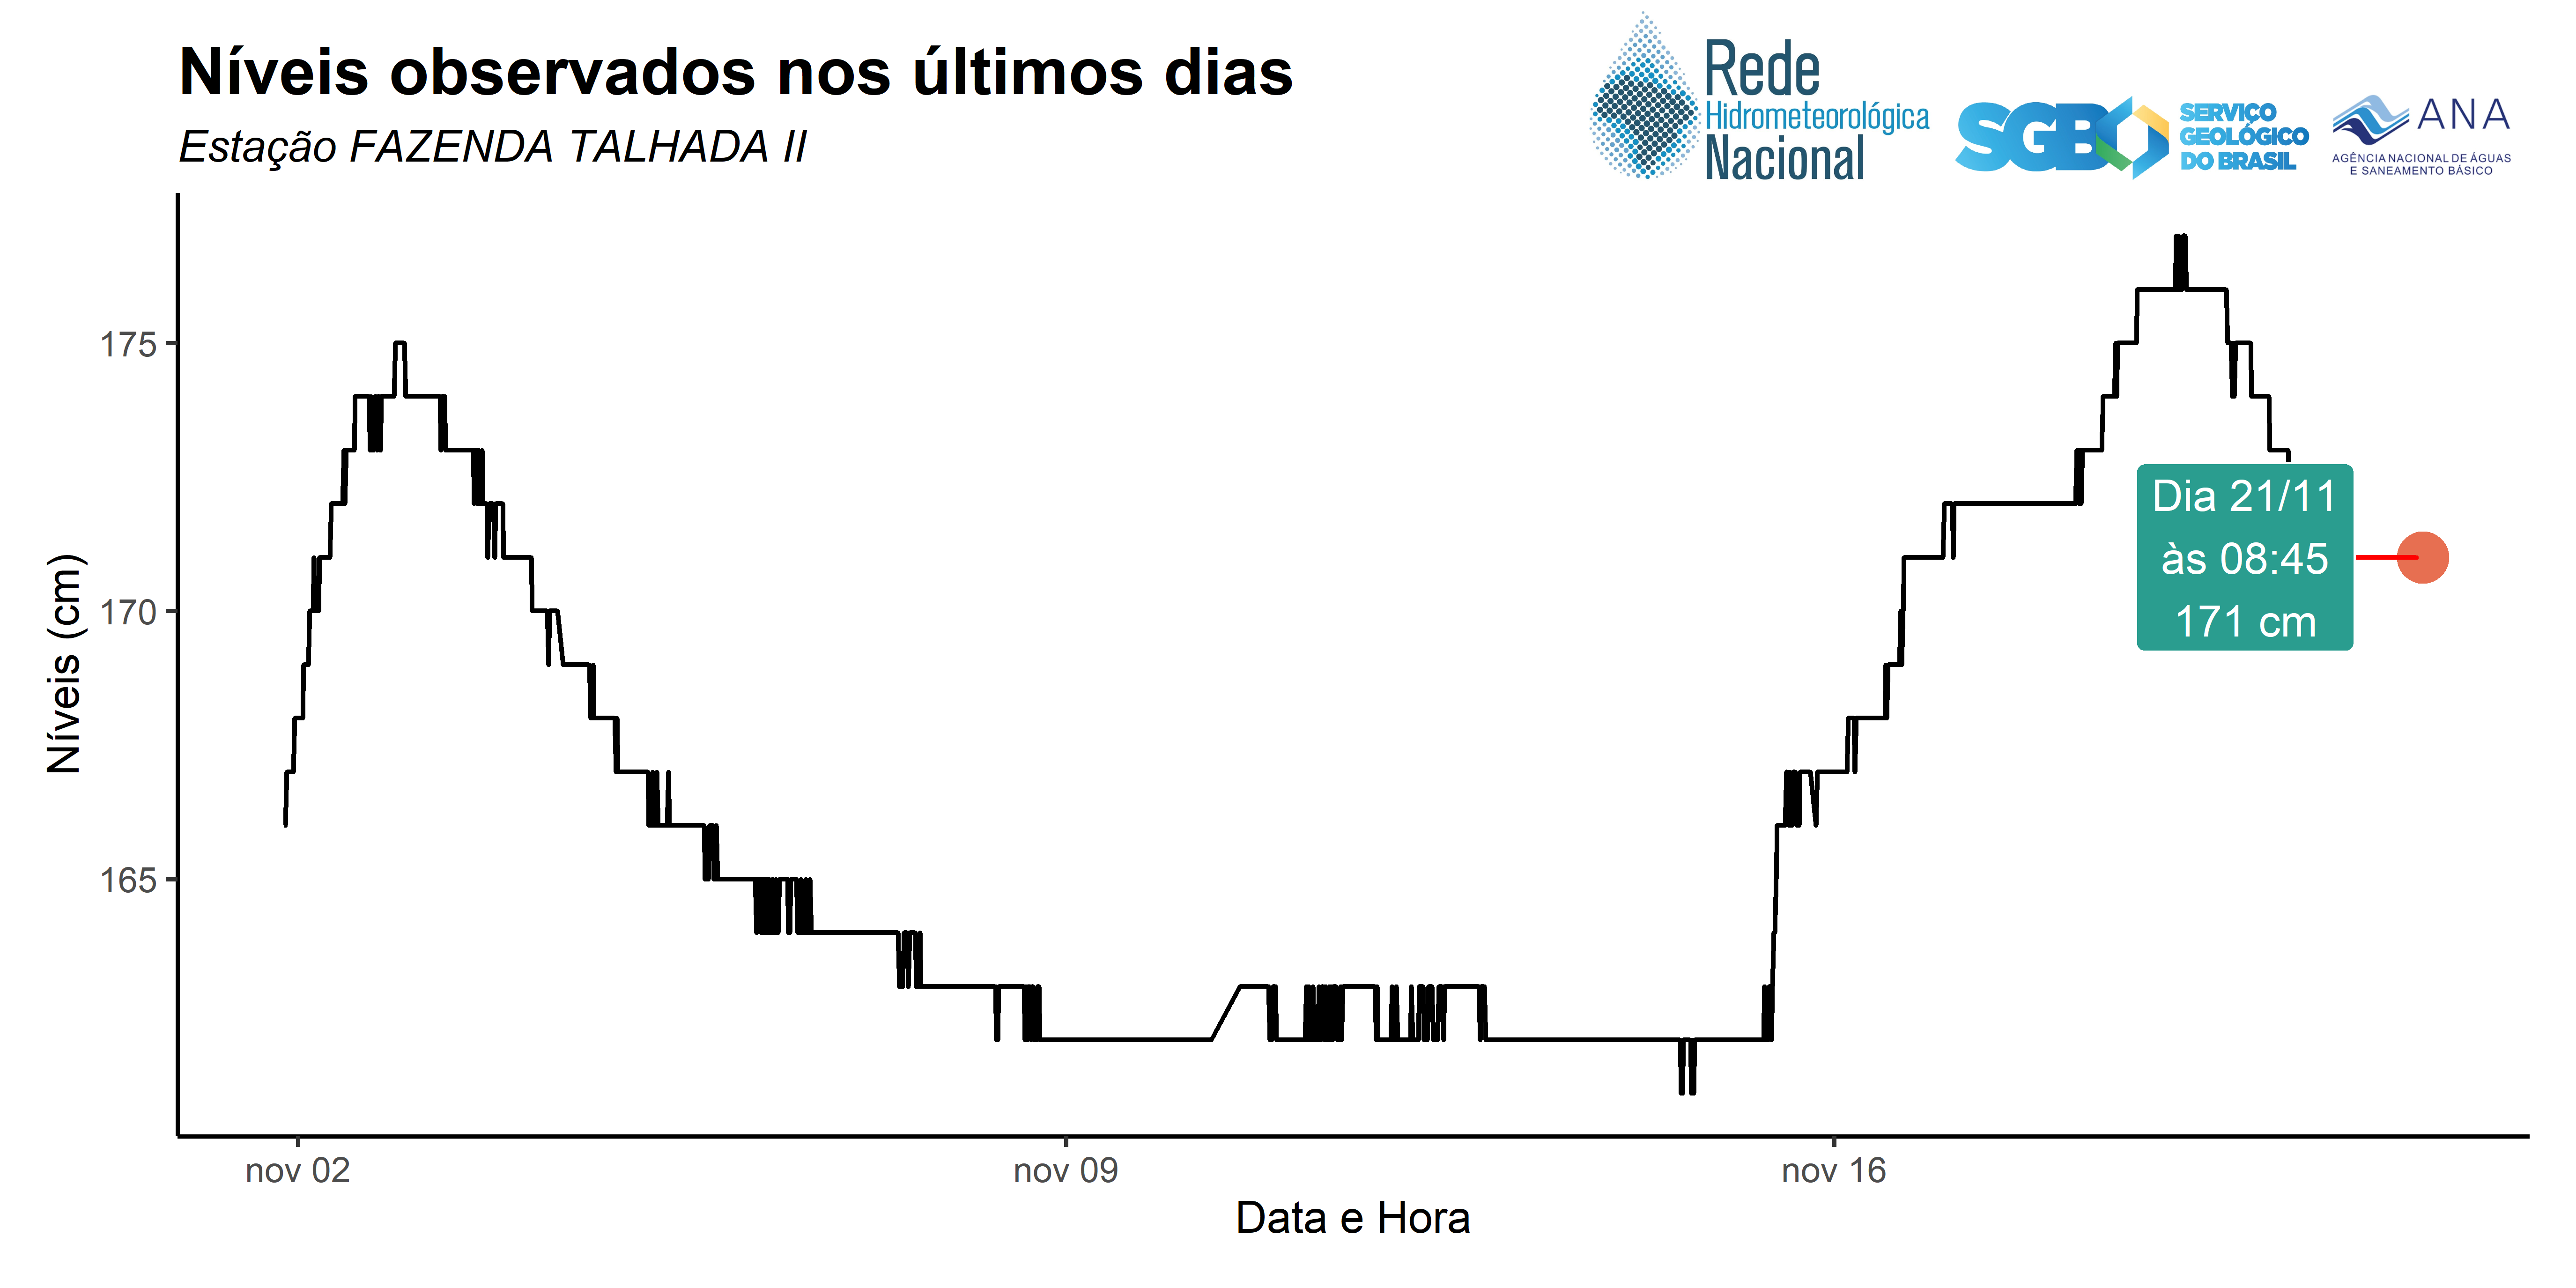 Níveis observados nos últimos dias
Estação FAZENDA TALHADA II
Rede
Hidrometeorológica
Nacional
SGB
SERVIÇO
GEOLÓGICO
DO BRASIL
ANA
AGÊNCIA NACIONAL DE ÁGUAS
E SANEAMENTO BÁSICO
175
170
165
Níveis (cm)
Dia 21/11
às 08:45
171 cm
nov 02
nov 09
nov 16
Data e Hora